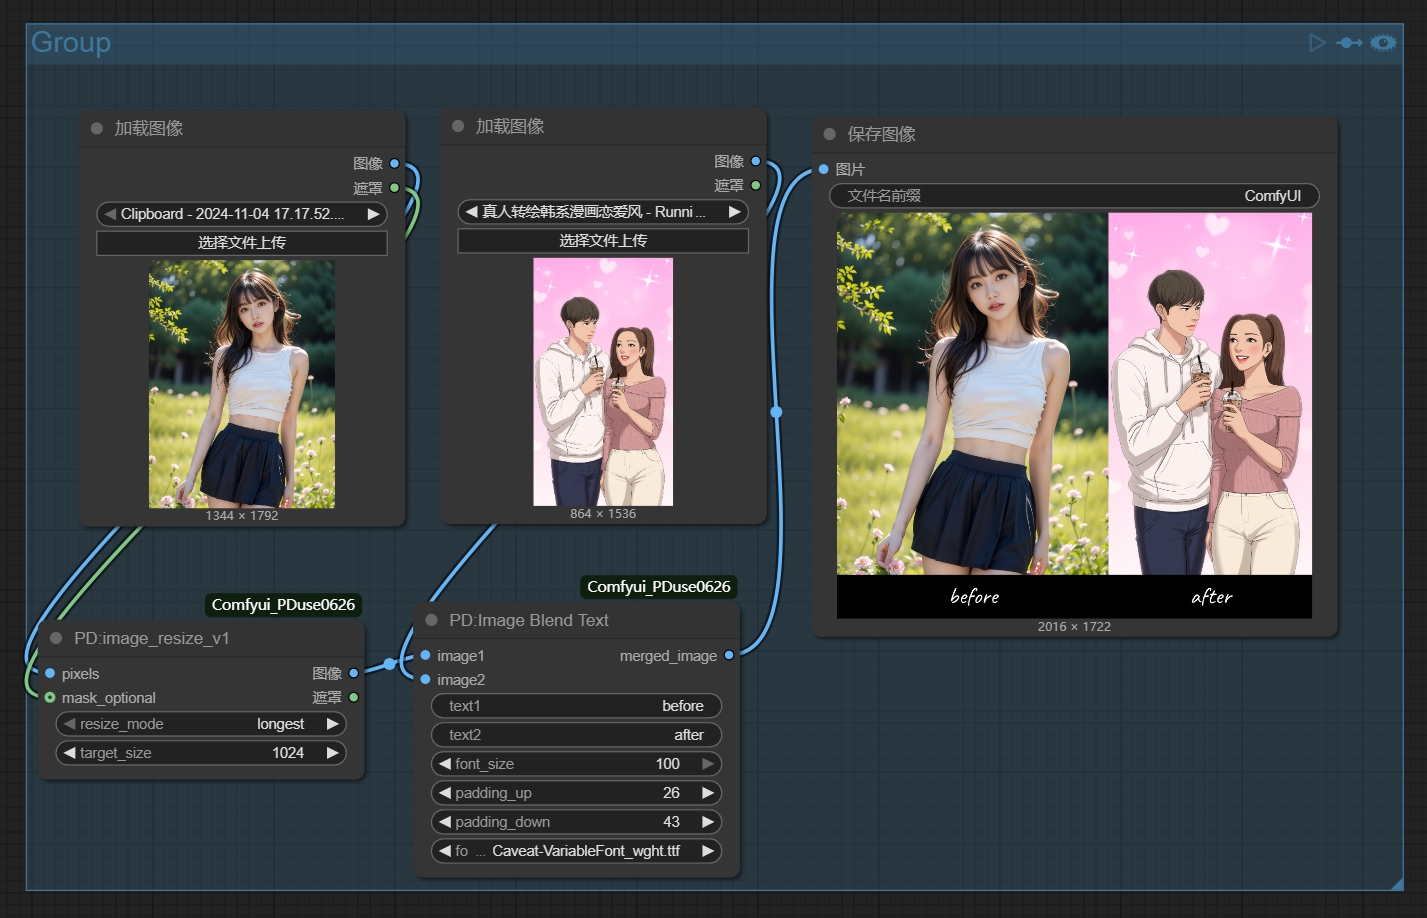 Group
加载图像
图像
遮罩
Clipboard - 2024-11-04 17.17.52....
选择文件上传
1344 × 1792
加载图像
图像
遮罩
真人转绘韩系漫画恋爱风 - Runni ...
选择文件上传
864 × 1536
保存图像
图片
文件名前缀 ComfyUI
before after
2016 × 1722
Comfyui_PDuse0626
PD:image_resize_v1
pixels 图像
mask_optional 遮罩
resize_mode longest
target_size 1024
Comfyui_PDuse0626
PD:Image Blend Text
image1 merged_image
image2
text1 before
text2 after
font_size 100
padding_up 26
padding_down 43
fo ... Caveat-VariableFont_wght.ttf